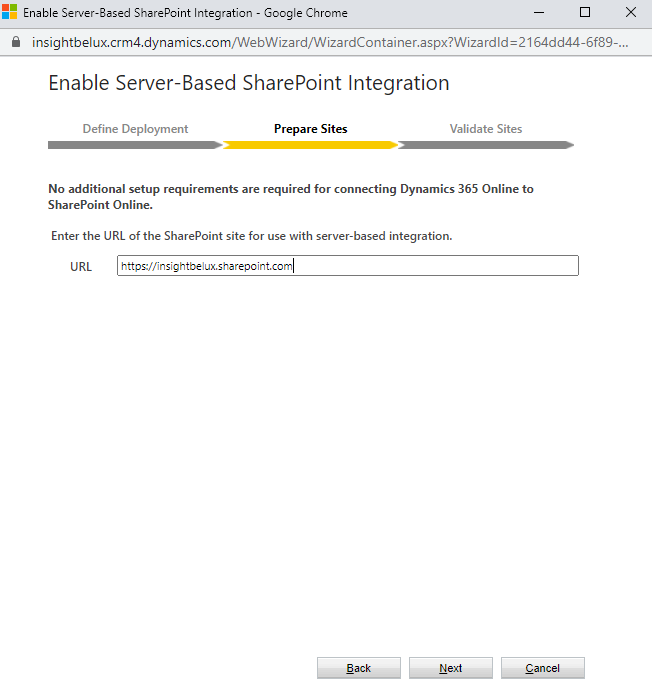 Enable Server-Based SharePoint Integration - Google Chrome
insightbelux.crm4.dynamics.com/WebWizard/WizardContainer.aspx?WizardId=2164dd44-6f89-...
Enable Server-Based SharePoint Integration
Define Deployment Prepare Sites Validate Sites
No additional setup requirements are required for connecting Dynamics 365 Online to
SharePoint Online.
Enter the URL of the SharePoint site for use with server-based integration.
URL https://insightbelux.sharepoint.com
Back Next Cancel